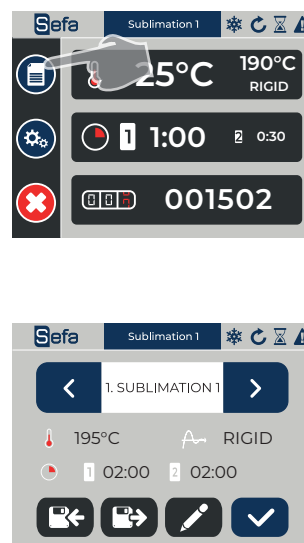 Sefa Sublimation 1
25°C 190°C
RIGID
1 1:00 2 0:30
001502
Sefa Sublimation 1
1. SUBLIMATION 1
195°C RIGID
1 02:00 2 02:00